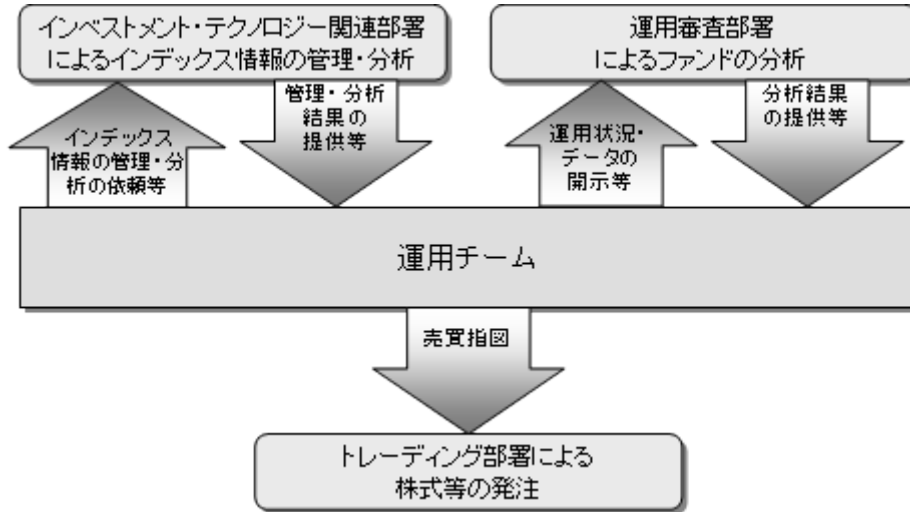 インベストメント・テクノロジー関連部署
によるインデックス情報の管理・分析
運用審査部署
によるファンドの分析
インデックス
情報の管理・分
析の依頼等
管理・分析
結果の
提供等
運用状況・
データの
開示等
分析結果
の提供等
運用チーム
売買指図
トレーディング部署による
株式等の発注